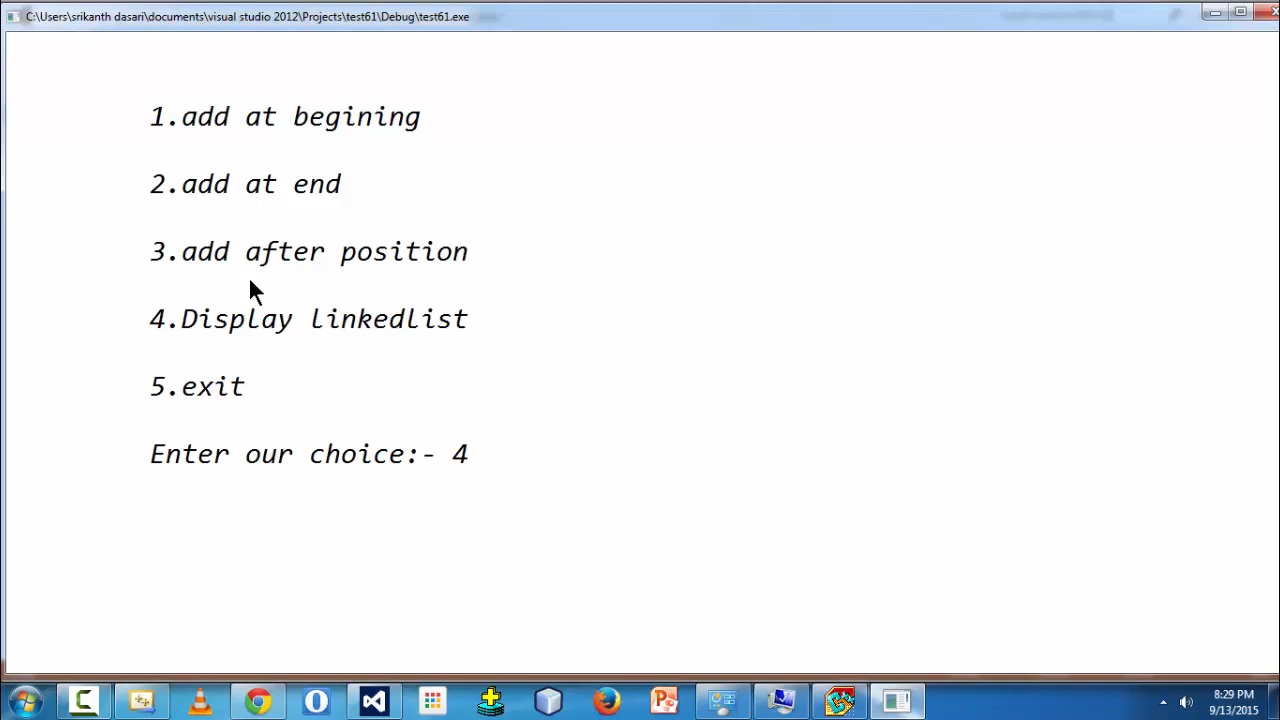 C:\Users\srikanth dasari\documents\visual studio 2012\Projects\test61\Debug\test61.exe
1.add at begining
2.add at end
3.add after position
4.Display linkedlist
5.exit
Enter our choice:- 4
8:29 PM
9/13/2015